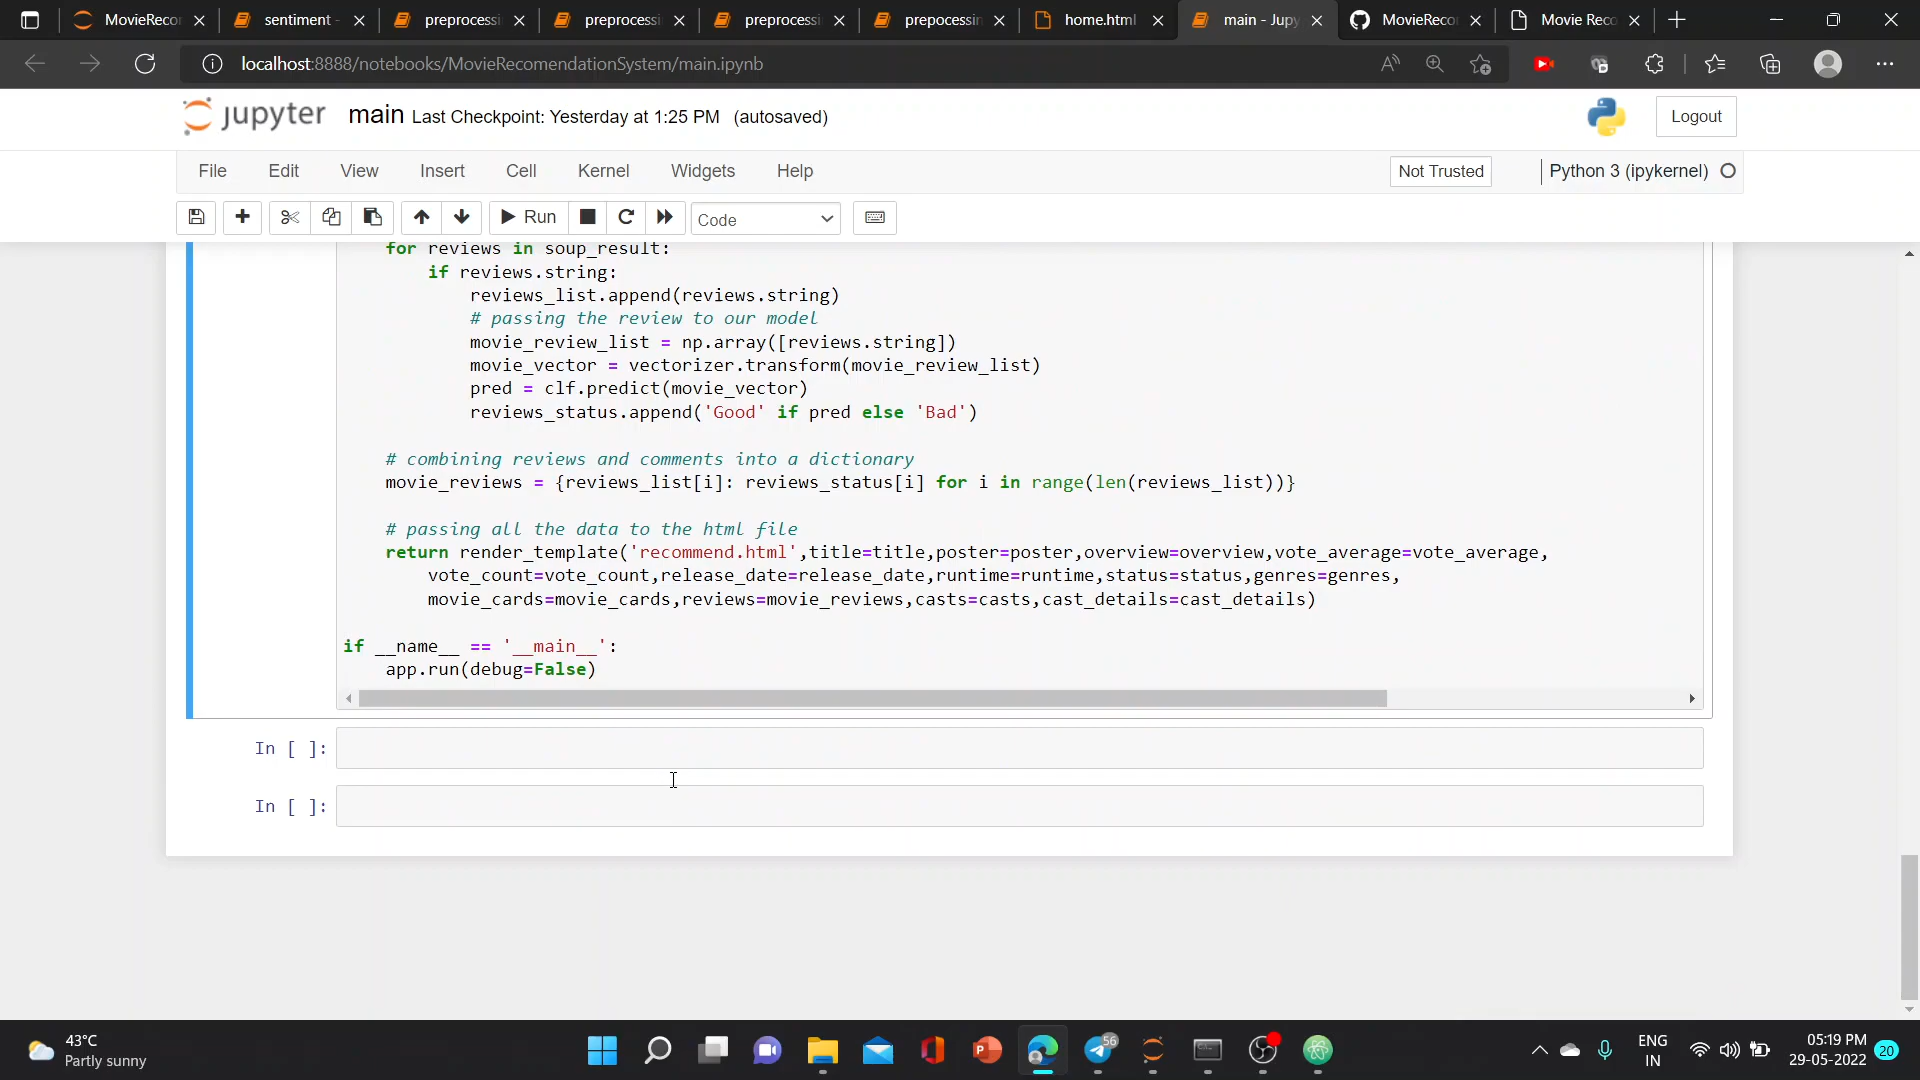 MovieRecor
sentiment -
preprocessi
preprocessi
preprocessi
prepocessin
home.html
main - Jupy
MovieReco
Movie Reco
localhost:8888/notebooks/MovieRecomendationSystem/main.ipynb
jupyter main Last Checkpoint: Yesterday at 1:25 PM (autosaved)
Logout
File Edit View Insert Cell Kernel Widgets Help
Not Trusted
Python 3 (ipykernel)
Run
Code
for reviews in soup_result:
if reviews.string:
reviews_list.append(reviews.string)
# passing the review to our model
movie_review_list = np.array([reviews.string])
movie_vector = vectorizer.transform(movie_review_list)
pred = clf.predict(movie_vector)
reviews_status.append('Good' if pred else 'Bad')
# combining reviews and comments into a dictionary
movie_reviews = {reviews_list[i]: reviews_status[i] for i in range(len(reviews_list))}
# passing all the data to the html file
return render_template('recommend.html',title=title,poster=poster,overview=overview,vote_average=vote_average,
vote_count=vote_count,release_date=release_date,runtime=runtime,status=status,genres=genres,
movie_cards=movie_cards,reviews=movie_reviews,casts=casts,cast_details=cast_details)
if __name__ == '__main__':
app.run(debug=False)
In [ ]:
In [ ]:
43°C
Partly sunny
56
ENG
IN
05:19 PM
29-05-2022
20